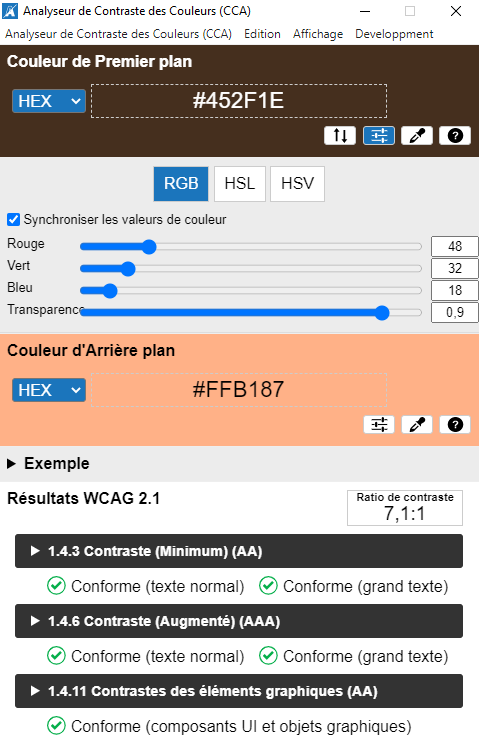 Analyseur de Contraste des Couleurs (CCA)
Analyseur de Contraste des Couleurs (CCA) Edition Affichage Developpment
Couleur de Premier plan
HEX #452F1E
RGB HSL HSV
Synchroniser les valeurs de couleur
Rouge 48
Vert 32
Bleu 18
Transparence 0,9
Couleur d'Arrière plan
HEX #FFB187
Exemple
Résultats WCAG 2.1
Ratio de contraste
7,1:1
1.4.3 Contraste (Minimum) (AA)
Conforme (texte normal) Conforme (grand texte)
1.4.6 Contraste (Augmenté) (AAA)
Conforme (texte normal) Conforme (grand texte)
1.4.11 Contrastes des éléments graphiques (AA)
Conforme (composants UI et objets graphiques)